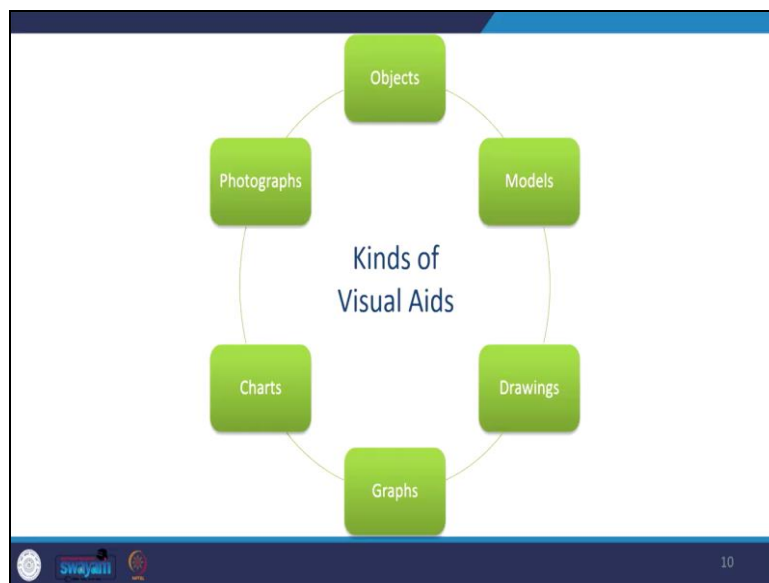 Objects
Photographs
Models
Kinds of
Visual Aids
Charts
Drawings
Graphs
swayam
10